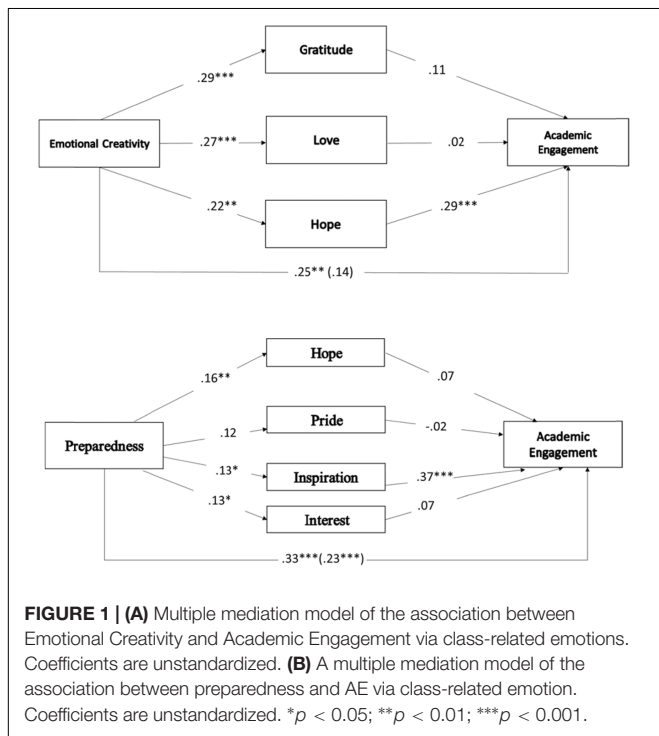 Gratitude
.29***
.11
Emotional Creativity
.27***
Love
.02
Academic
Engagement
.22**
Hope
.29***
.25** (.14)
Hope
.16**
.07
Preparedness
.12
Pride
-.02
Academic
Engagement
.13*
Inspiration
.37***
.13*
Interest
.07
.33***(.23***)
FIGURE 1 | (A) Multiple mediation model of the association between
Emotional Creativity and Academic Engagement via class-related emotions.
Coefficients are unstandardized. (B) A multiple mediation model of the
association between preparedness and AE via class-related emotion.
Coefficients are unstandardized. *p < 0.05; **p < 0.01; ***p < 0.001.